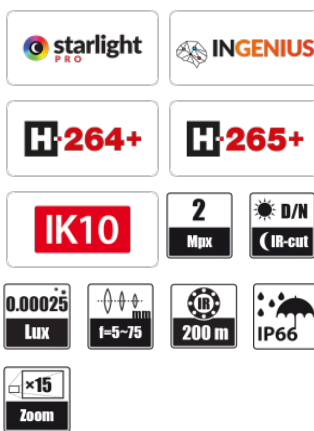 starlight
PRO
INGENIUS
H·264+
H·265+
IK10
2
Mpx
D/N
IR-cut
0.00025
Lux
mm
f=5~75
IR
200 m
IP66
×15
Zoom